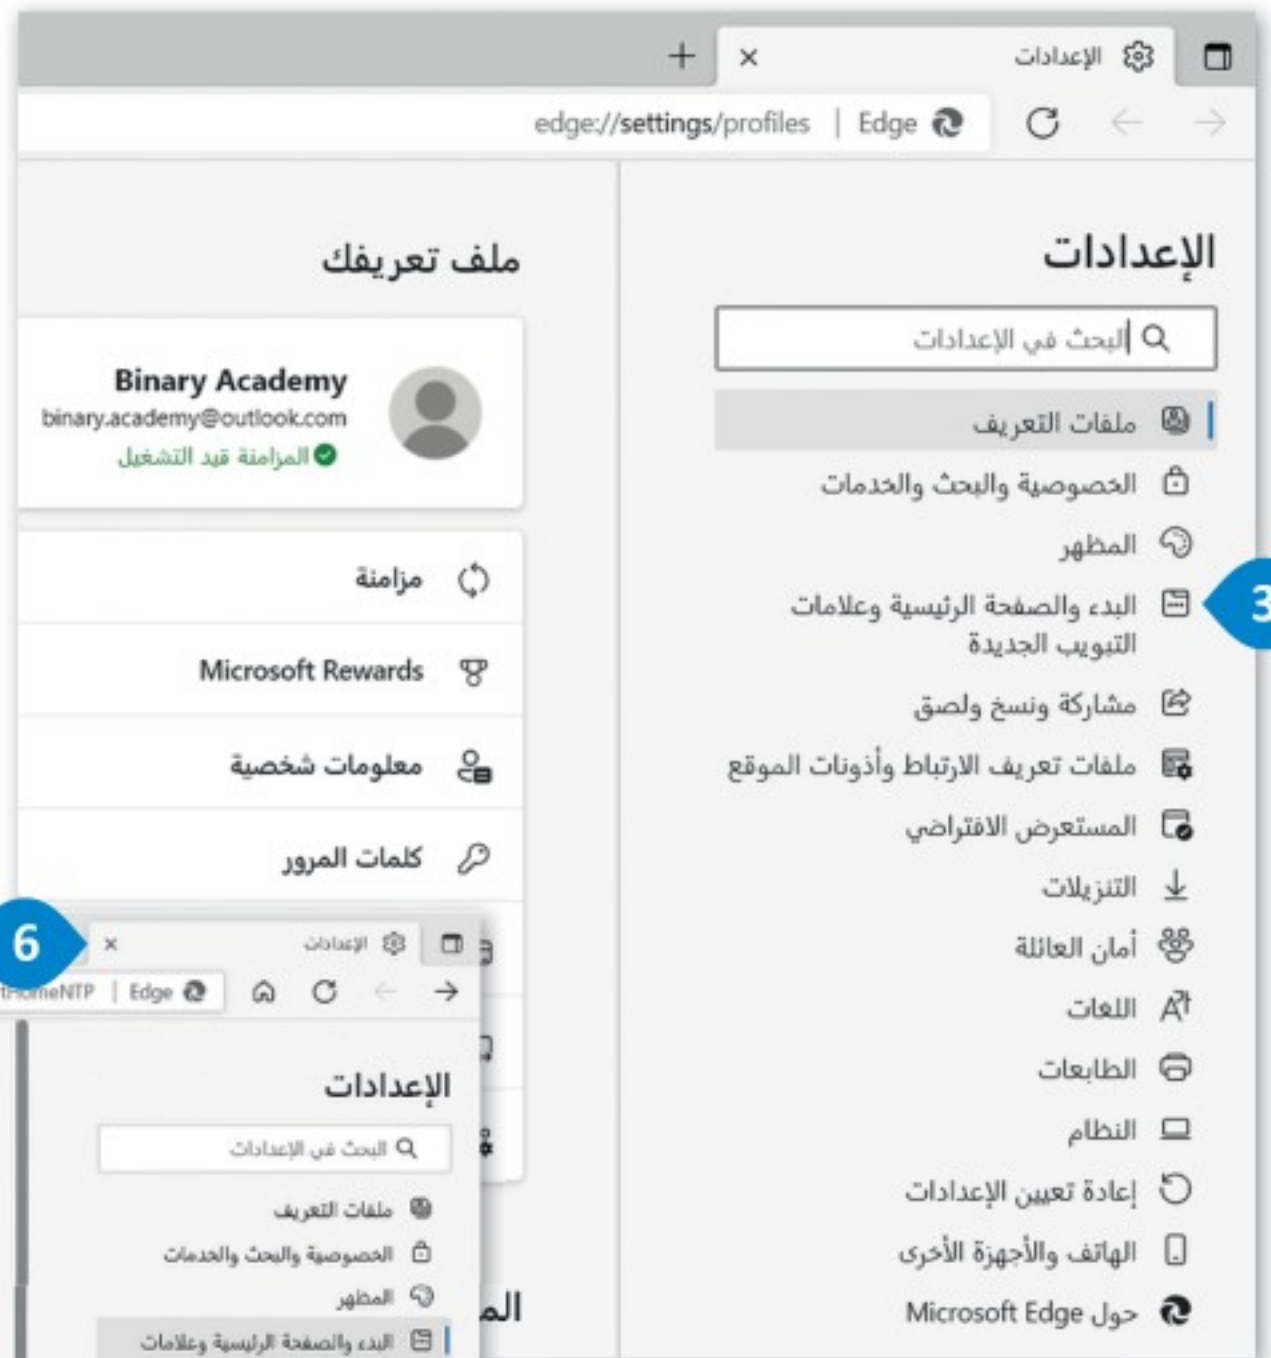 الإعدادات
edge://settings/profiles | Edge
الإعدادات
البحث في الإعدادات
ملفات التعريف
الخصوصية والبحث والخدمات
المظهر
البدء والصفحة الرئيسية وعلامات
التبويب الجديدة
3
مشاركة ونسخ ولصق
ملفات تعريف الارتباط وأذونات الموقع
المستعرض الافتراضي
التنزيلات
أمان العائلة
اللغات
الطابعات
النظام
إعادة تعيين الإعدادات
الهاتف والأجهزة الأخرى
حول Microsoft Edge
ملف تعريفك
Binary Academy
binary.academy@outlook.com
المزامنة قيد التشغيل
مزامنة
Microsoft Rewards
معلومات شخصية
كلمات المرور
6
الإعدادات
Edge |
الإعدادات
البحث في الإعدادات
ملفات التعريف
الخصوصية والبحث والخدمات
المظهر
البدء والصفحة الرئيسية وعلامات